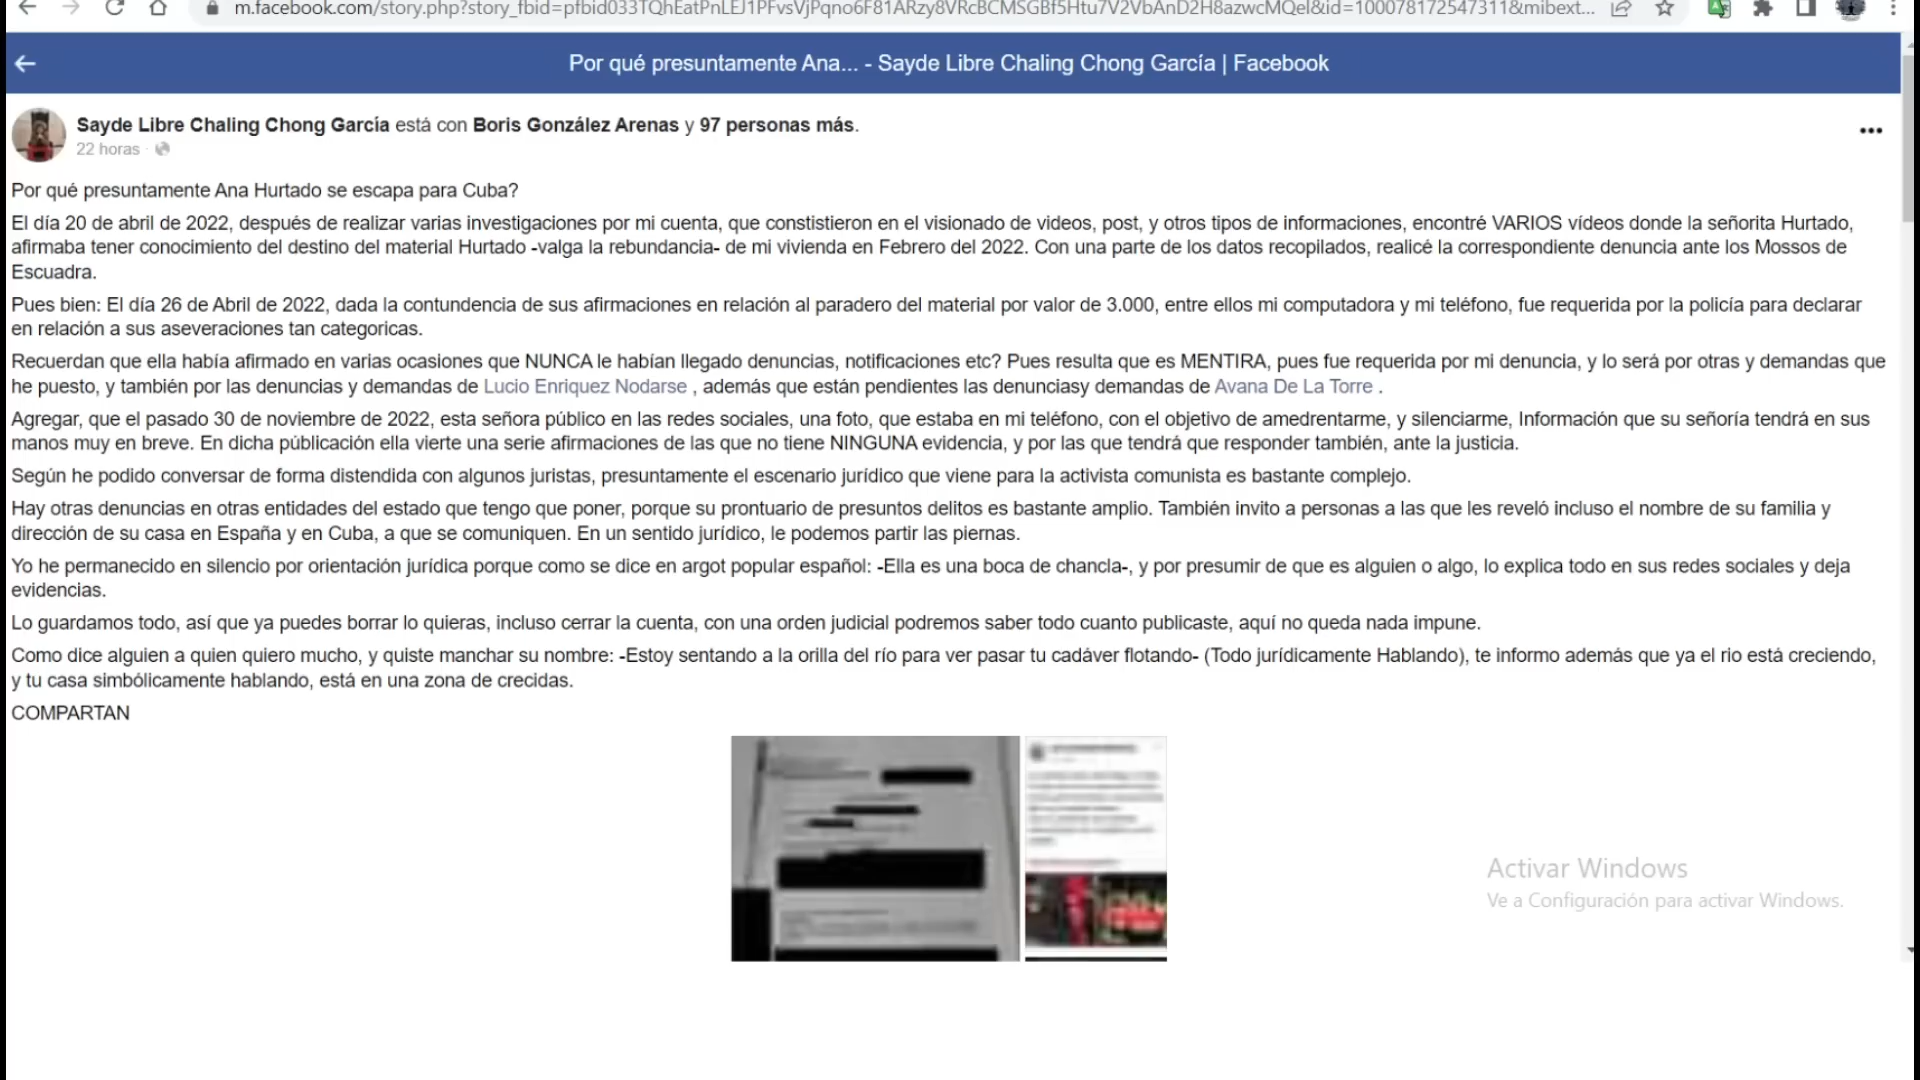 m.facebook.com/story.php?story_fbid=pfbid033TQhEatPnLEJ1PFvsVjPqno6F81ARzy8VRcBCMSGBf5Htu7V2VbAnD2H8azwcMQel&id=100078172547311&mibext...
Por qué presuntamente Ana... - Sayde Libre Chaling Chong García | Facebook
Sayde Libre Chaling Chong García está con Boris González Arenas y 97 personas más.
22 horas ·
Por qué presuntamente Ana Hurtado se escapa para Cuba?
El día 20 de abril de 2022, después de realizar varias investigaciones por mi cuenta, que constistieron en el visionado de videos, post, y otros tipos de informaciones, encontré VARIOS vídeos donde la señorita Hurtado,
afirmaba tener conocimiento del destino del material Hurtado -valga la rebundancia- de mi vivienda en Febrero del 2022. Con una parte de los datos recopilados, realicé la correspondiente denuncia ante los Mossos de
Escuadra.
Pues bien: El día 26 de Abril de 2022, dada la contundencia de sus afirmaciones en relación al paradero del material por valor de 3.000, entre ellos mi computadora y mi teléfono, fue requerida por la policía para declarar
en relación a sus aseveraciones tan categoricas.
Recuerdan que ella había afirmado en varias ocasiones que NUNCA le habían llegado denuncias, notificaciones etc? Pues resulta que es MENTIRA, pues fue requerida por mi denuncia, y lo será por otras y demandas que
he puesto, y también por las denuncias y demandas de Lucio Enriquez Nodarse , además que están pendientes las denunciasy demandas de Avana De La Torre .
Agregar, que el pasado 30 de noviembre de 2022, esta señora público en las redes sociales, una foto, que estaba en mi teléfono, con el objetivo de amedrentarme, y silenciarme, Información que su señoría tendrá en sus
manos muy en breve. En dicha públicación ella vierte una serie afirmaciones de las que no tiene NINGUNA evidencia, y por las que tendrá que responder también, ante la justicia.
Según he podido conversar de forma distendida con algunos juristas, presuntamente el escenario jurídico que viene para la activista comunista es bastante complejo.
Hay otras denuncias en otras entidades del estado que tengo que poner, porque su prontuario de presuntos delitos es bastante amplio. También invito a personas a las que les reveló incluso el nombre de su familia y
dirección de su casa en España y en Cuba, a que se comuniquen. En un sentido jurídico, le podemos partir las piernas.
Yo he permanecido en silencio por orientación jurídica porque como se dice en argot popular español: -Ella es una boca de chancla-, y por presumir de que es alguien o algo, lo explica todo en sus redes sociales y deja
evidencias.
Lo guardamos todo, así que ya puedes borrar lo quieras, incluso cerrar la cuenta, con una orden judicial podremos saber todo cuanto publicaste, aquí no queda nada impune.
Como dice alguien a quien quiero mucho, y quiste manchar su nombre: -Estoy sentando a la orilla del río para ver pasar tu cadáver flotando- (Todo jurídicamente Hablando), te informo además que ya el rio está creciendo,
y tu casa simbólicamente hablando, está en una zona de crecidas.
COMPARTAN
Activar Windows
Ve a Configuración para activar Windows.